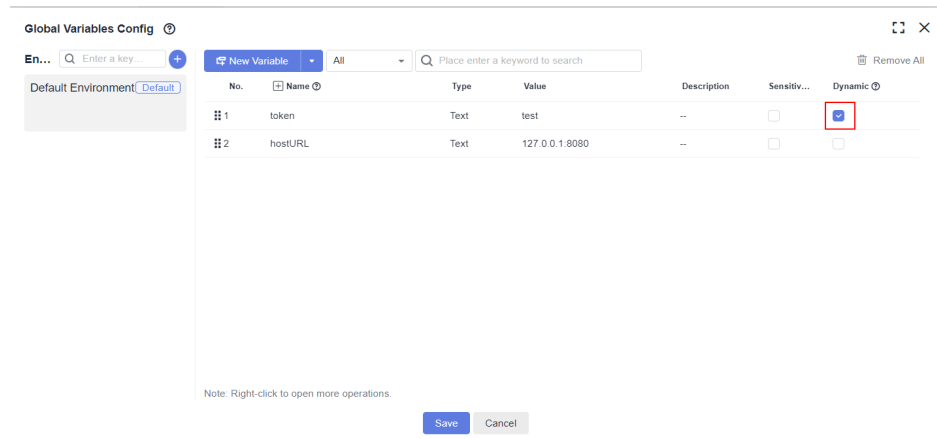 Global Variables Config
En... Enter a key... New Variable All Place enter a keyword to search Remove All
Default Environment Default
No. Name Type Value Description Sensitiv... Dynamic
1 token Text test --
2 hostURL Text 127.0.0.1:8080 --
Note: Right-click to open more operations.
Save Cancel